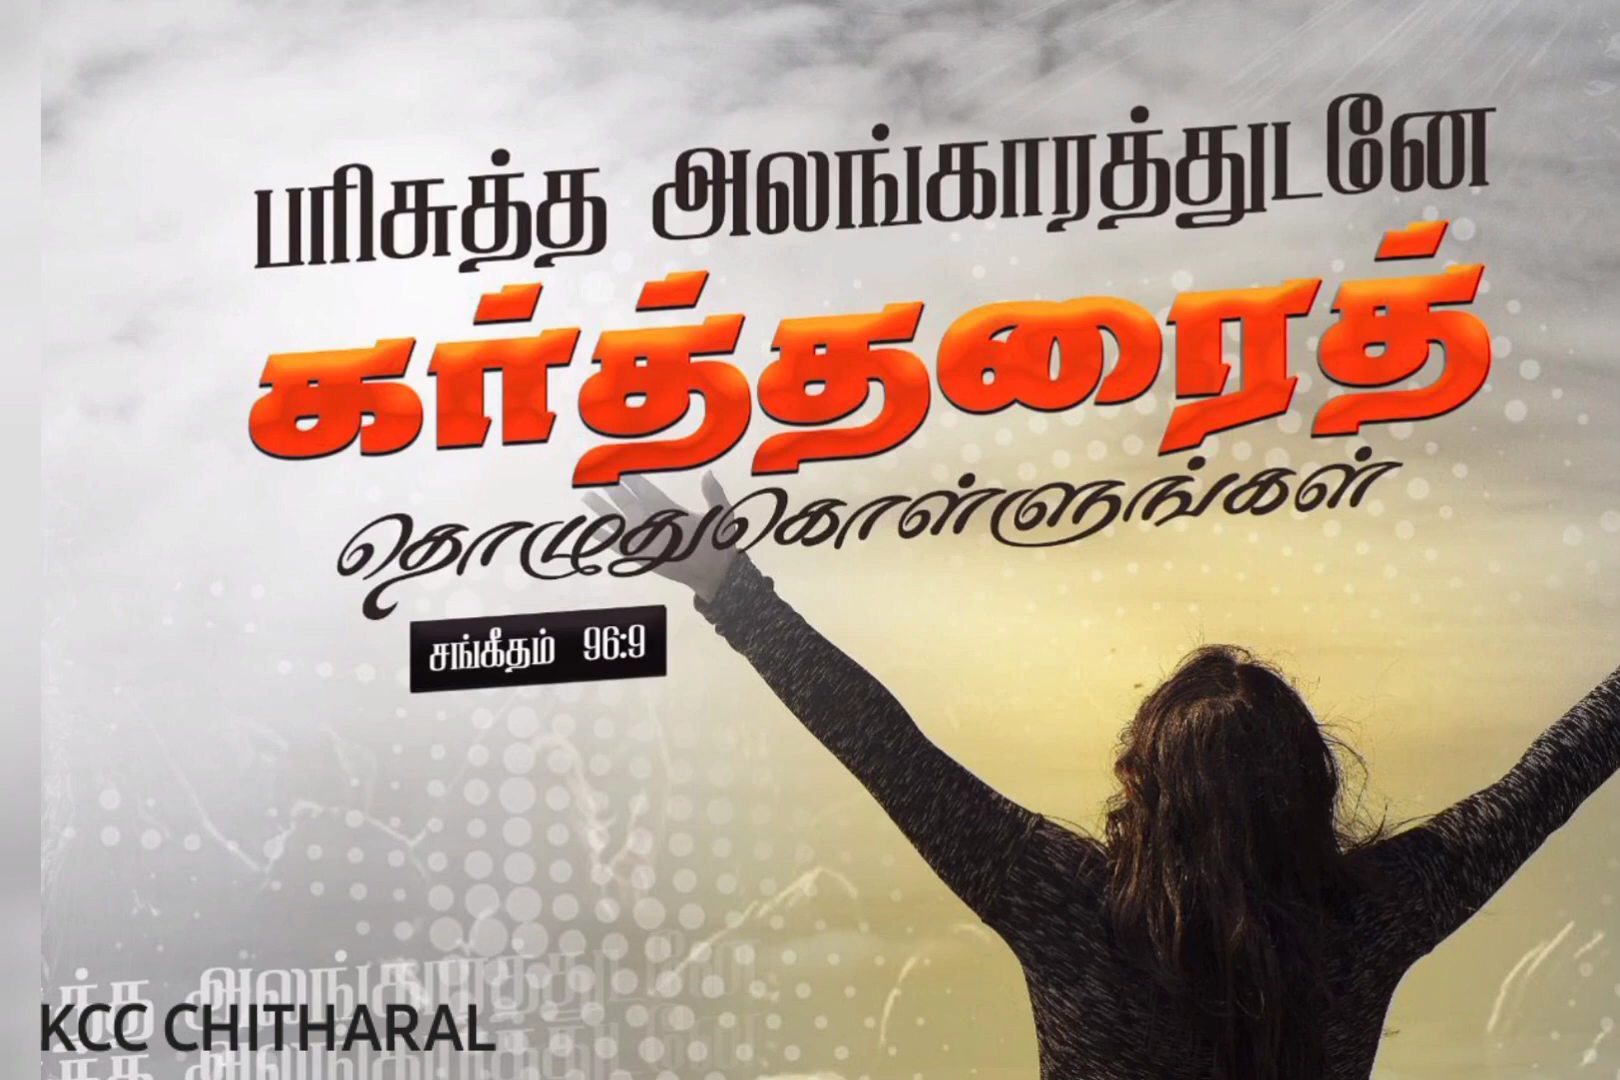 பரிசுத்த அலங்காரத்துடனே
கர்த்தரைத்
தொழுதுகொள்ளுங்கள்
சங்கீதம் 96:9
KCC CHITHARAL